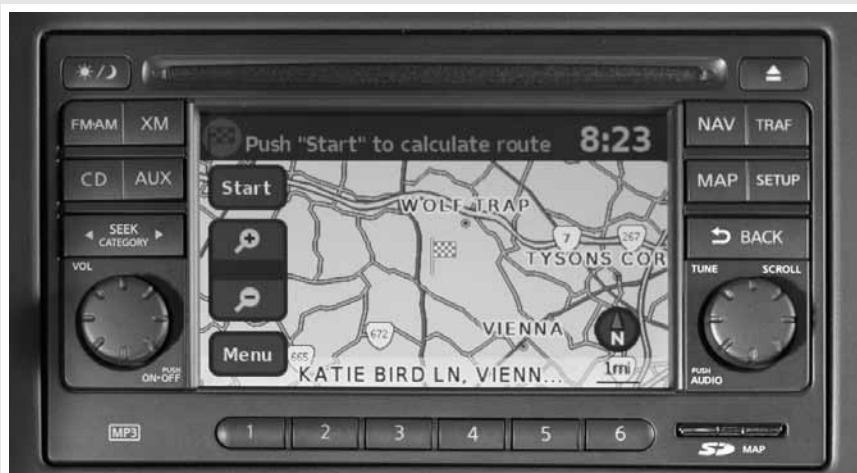 FM·AM XM
CD AUX
SEEK
CATEGORY
VOL
PUSH
ON·OFF
MP3
Push "Start" to calculate route 8:23
Start
Menu
WOLF TRAP
7
267
TYSONS COR
VIENNA
N
672
665
1mi
KATIE BIRD LN, VIENN...
NAV TRAF
MAP SETUP
BACK
TUNE SCROLL
PUSH
AUDIO
1 2 3 4 5 6
SD MAP